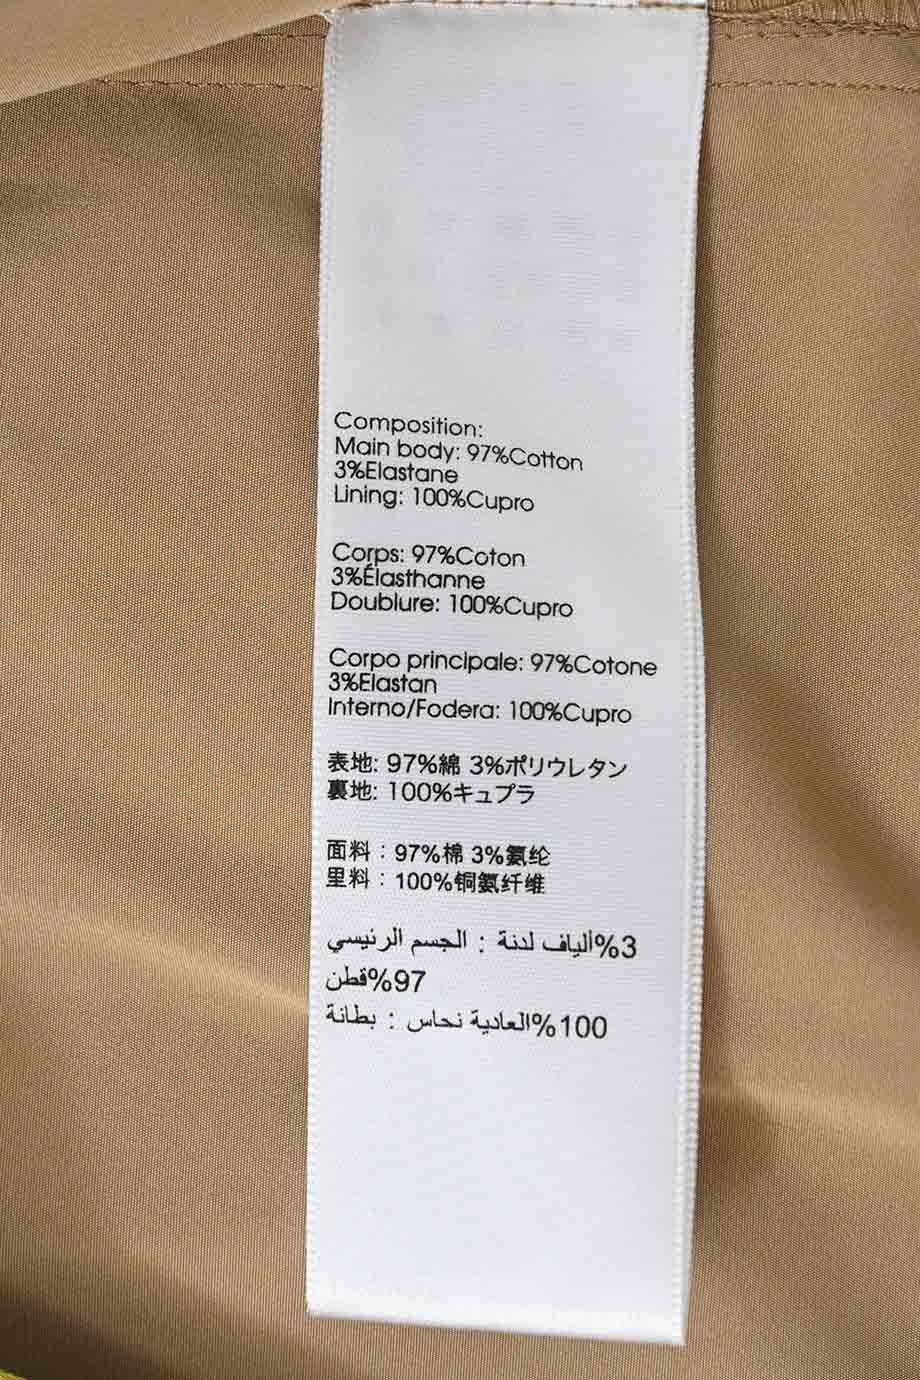 Composition:
Main body: 97%Cotton
3%Elastane
Lining: 100%Cupro
Corps: 97%Coton
3%Élasthanne
Doublure: 100%Cupro
Corpo principale: 97%Cotone
3%Elastan
Interno/Fodera: 100%Cupro
表地: 97%綿 3%ポリウレタン
裏地: 100%キュプラ
面料：97%棉 3%氨纶
里料：100%铜氨纤维
3%ألياف لدنة : الجسم الرئيسي
97%قطن
100%العادية نحاس : بطانة